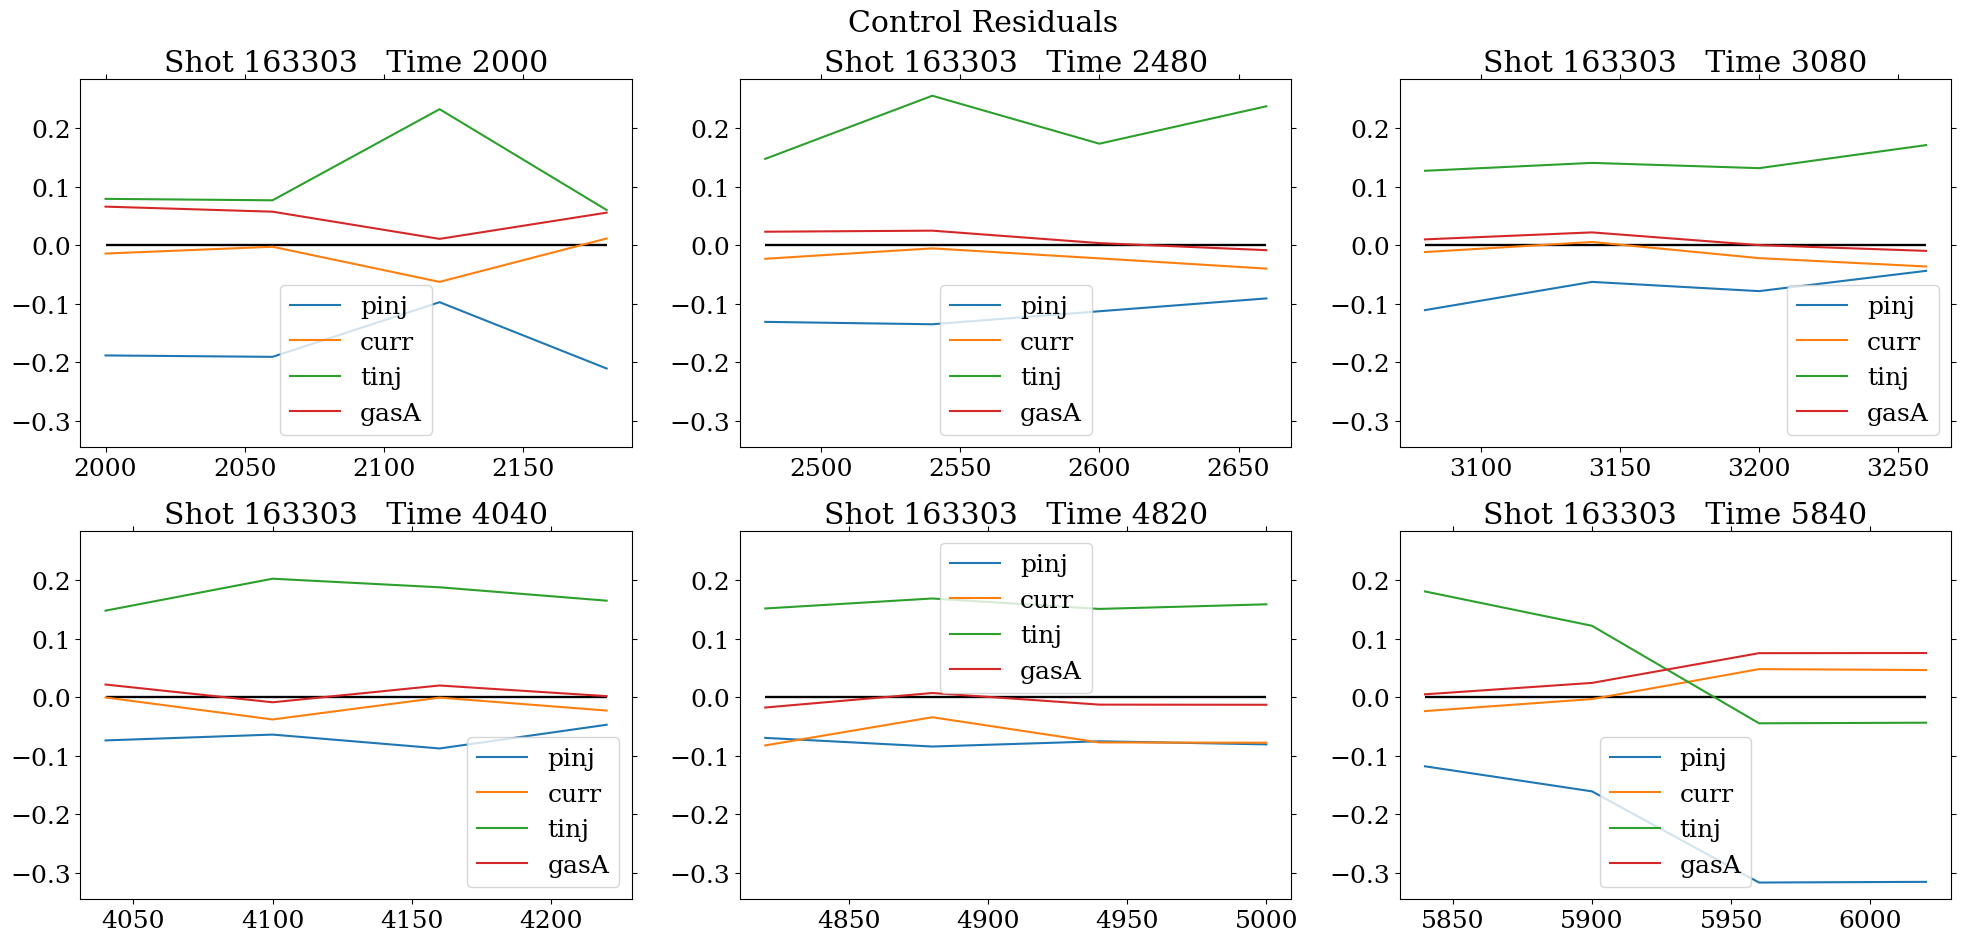 Control Residuals
Shot 163303   Time 2000
0.2
0.1
0.0
−0.1
−0.2
−0.3
pinj
curr
tinj
gasA
2000 2050 2100 2150
Shot 163303   Time 2480
0.2
0.1
0.0
−0.1
−0.2
−0.3
pinj
curr
tinj
gasA
2500 2550 2600 2650
Shot 163303   Time 3080
0.2
0.1
0.0
−0.1
−0.2
−0.3
pinj
curr
tinj
gasA
3100 3150 3200 3250
Shot 163303   Time 4040
0.2
0.1
0.0
−0.1
−0.2
−0.3
pinj
curr
tinj
gasA
4050 4100 4150 4200
Shot 163303   Time 4820
0.2
0.1
0.0
−0.1
−0.2
−0.3
pinj
curr
tinj
gasA
4850 4900 4950 5000
Shot 163303   Time 5840
0.2
0.1
0.0
−0.1
−0.2
−0.3
pinj
curr
tinj
gasA
5850 5900 5950 6000